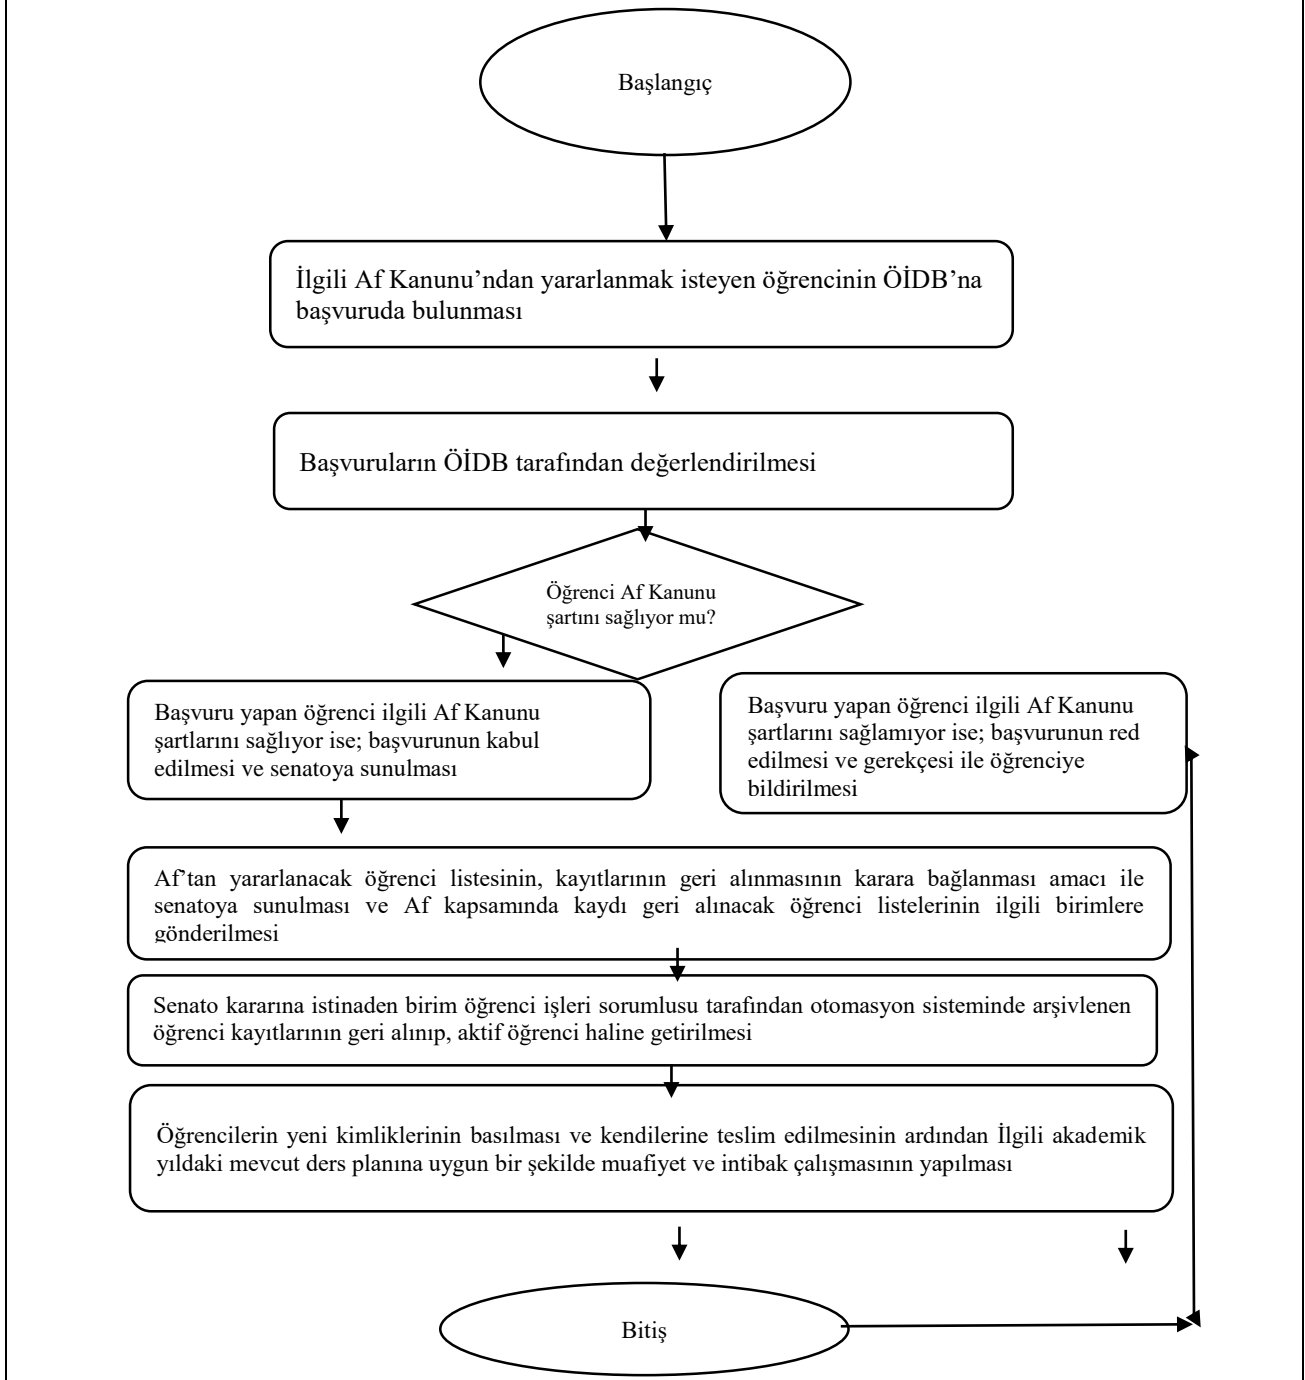 Başlangıç
İlgili Af Kanunu’ndan yararlanmak isteyen öğrencinin ÖİDB’na
başvuruda bulunması
Başvuruların ÖİDB tarafından değerlendirilmesi
Öğrenci Af Kanunu
şartını sağlıyor mu?
Başvuru yapan öğrenci ilgili Af Kanunu
şartlarını sağlıyor ise; başvurunun kabul
edilmesi ve senatoya sunulması
Başvuru yapan öğrenci ilgili Af Kanunu
şartlarını sağlamıyor ise; başvurunun red
edilmesi ve gerekçesi ile öğrenciye
bildirilmesi
Af’tan yararlanacak öğrenci listesinin, kayıtlarının geri alınmasının karara bağlanması amacı ile
senatoya sunulması ve Af kapsamında kaydı geri alınacak öğrenci listelerinin ilgili birimlere
gönderilmesi
Senato kararına istinaden birim öğrenci işleri sorumlusu tarafından otomasyon sisteminde arşivlenen
öğrenci kayıtlarının geri alınıp, aktif öğrenci haline getirilmesi
Öğrencilerin yeni kimliklerinin basılması ve kendilerine teslim edilmesinin ardından İlgili akademik
yıldaki mevcut ders planına uygun bir şekilde muafiyet ve intibak çalışmasının yapılması
Bitiş